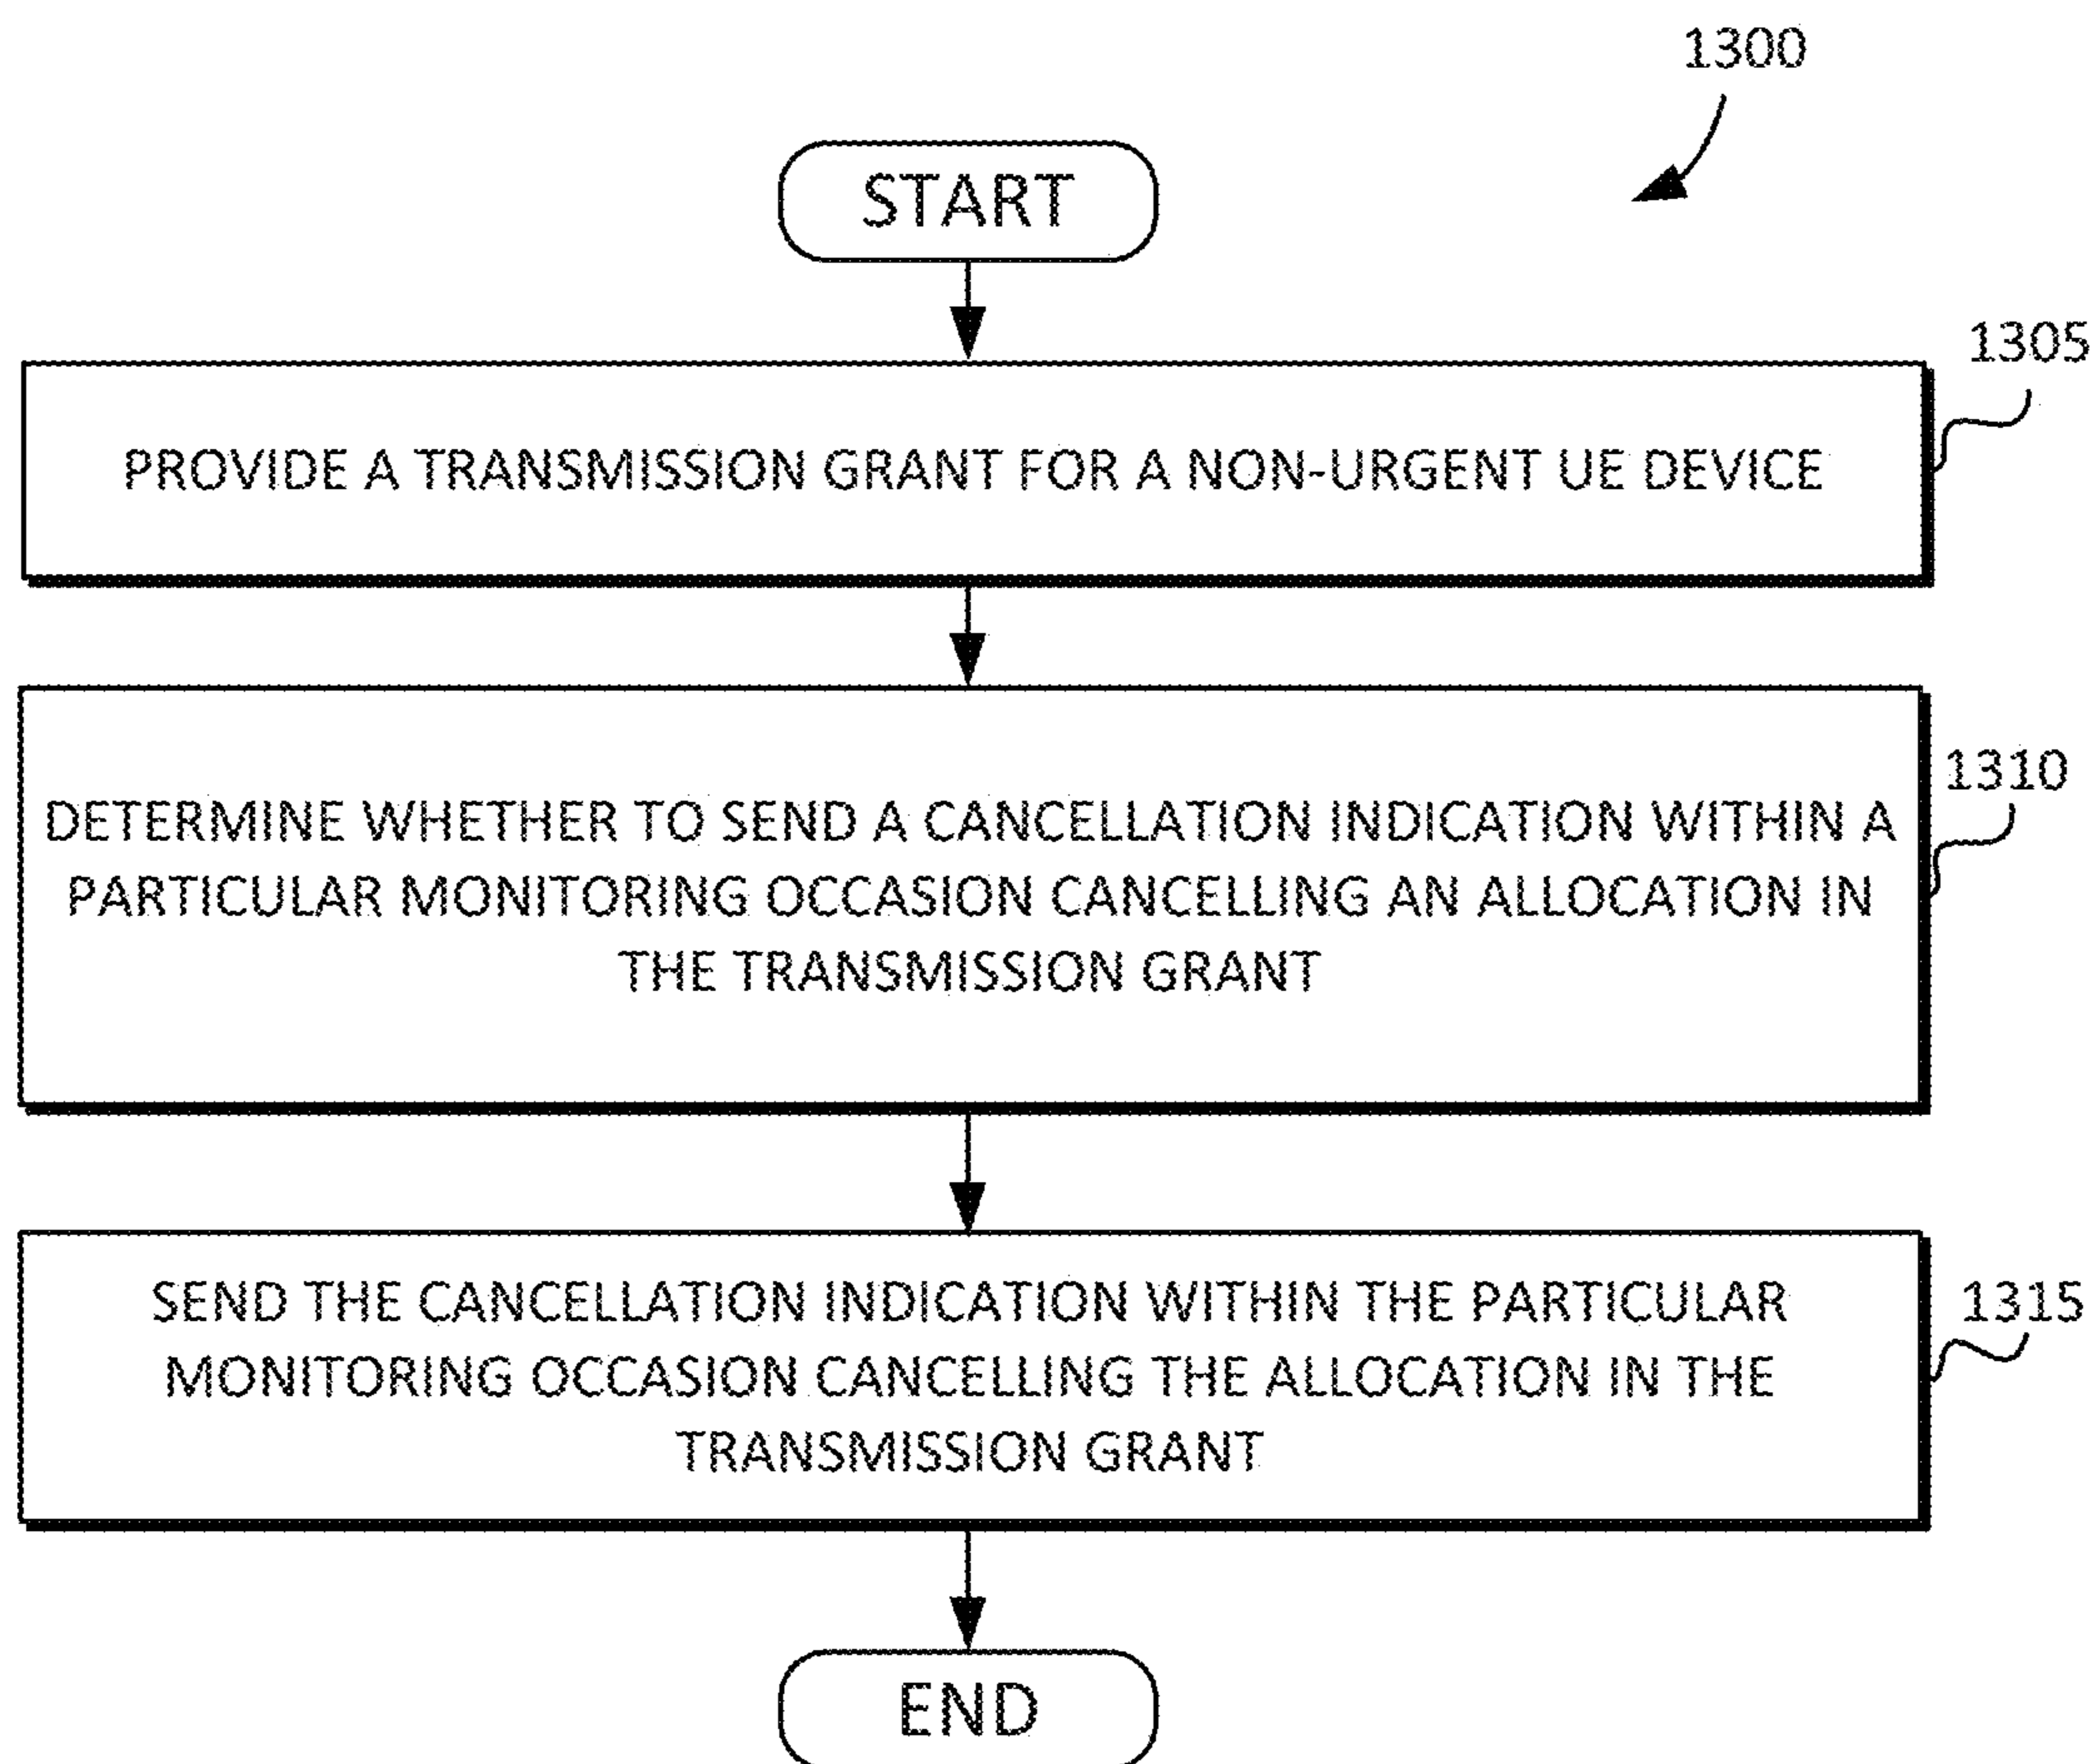 1300
START
1305
PROVIDE A TRANSMISSION GRANT FOR A NON-URGENT UE DEVICE
1310
DETERMINE WHETHER TO SEND A CANCELLATION INDICATION WITHIN A
PARTICULAR MONITORING OCCASION CANCELLING AN ALLOCATION IN
THE TRANSMISSION GRANT
1315
SEND THE CANCELLATION INDICATION WITHIN THE PARTICULAR
MONITORING OCCASION CANCELLING THE ALLOCATION IN THE
TRANSMISSION GRANT
END